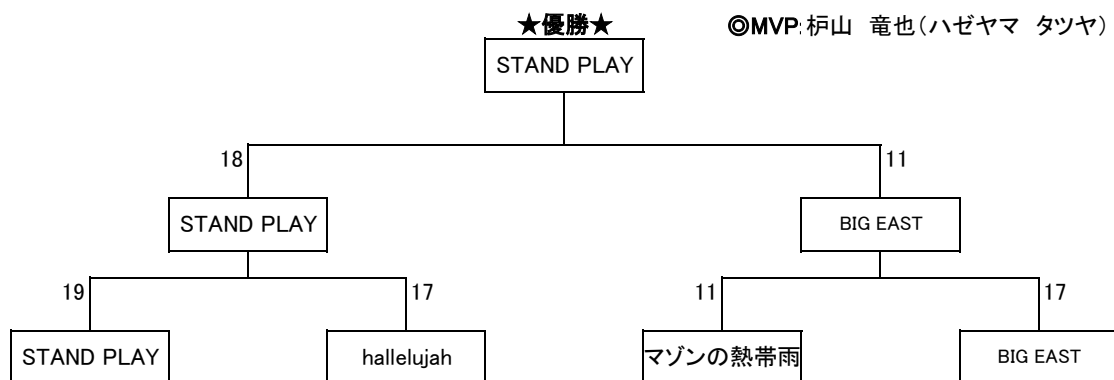 ★優勝★ ◎MVP:枦山 竜也(ハゼヤマ タツヤ)
STAND PLAY
18 11
STAND PLAY BIG EAST
19 17 11 17
STAND PLAY hallelujah マゾンの熱帯雨 BIG EAST